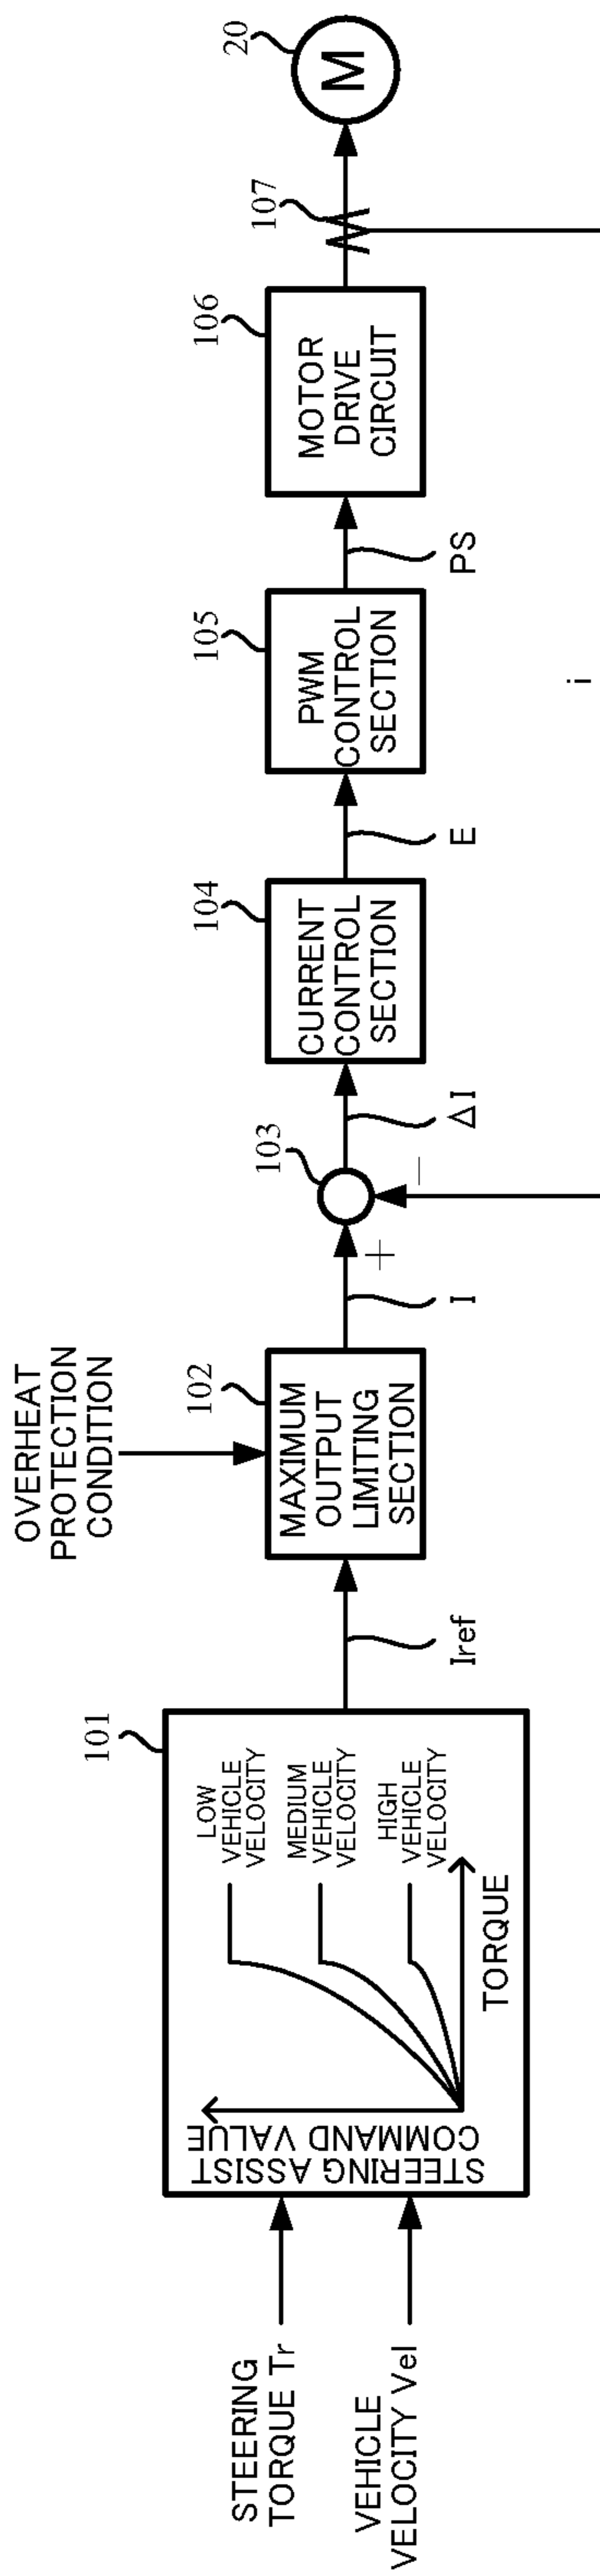 STEERING
TORQUE Tr
VEHICLE
VELOCITY Vel
101
STEERING ASSIST
COMMAND VALUE
LOW
VEHICLE
VELOCITY
MEDIUM
VEHICLE
VELOCITY
HIGH
VEHICLE
VELOCITY
TORQUE
Iref
OVERHEAT
PROTECTION
CONDITION
102
MAXIMUM
OUTPUT
LIMITING
SECTION
I
+
−
103
ΔI
104
CURRENT
CONTROL
SECTION
E
105
PWM
CONTROL
SECTION
PS
i
106
MOTOR
DRIVE
CIRCUIT
107
20
M